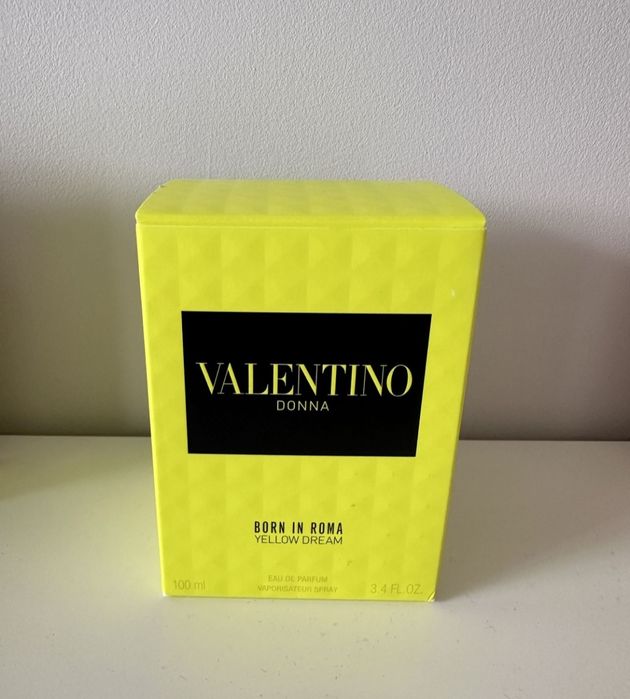 VALENTINO
DONNA
BORN IN ROMA
YELLOW DREAM
EAU DE PARFUM
100 ml VAPORISATEUR SPRAY 3.4 FL.OZ.